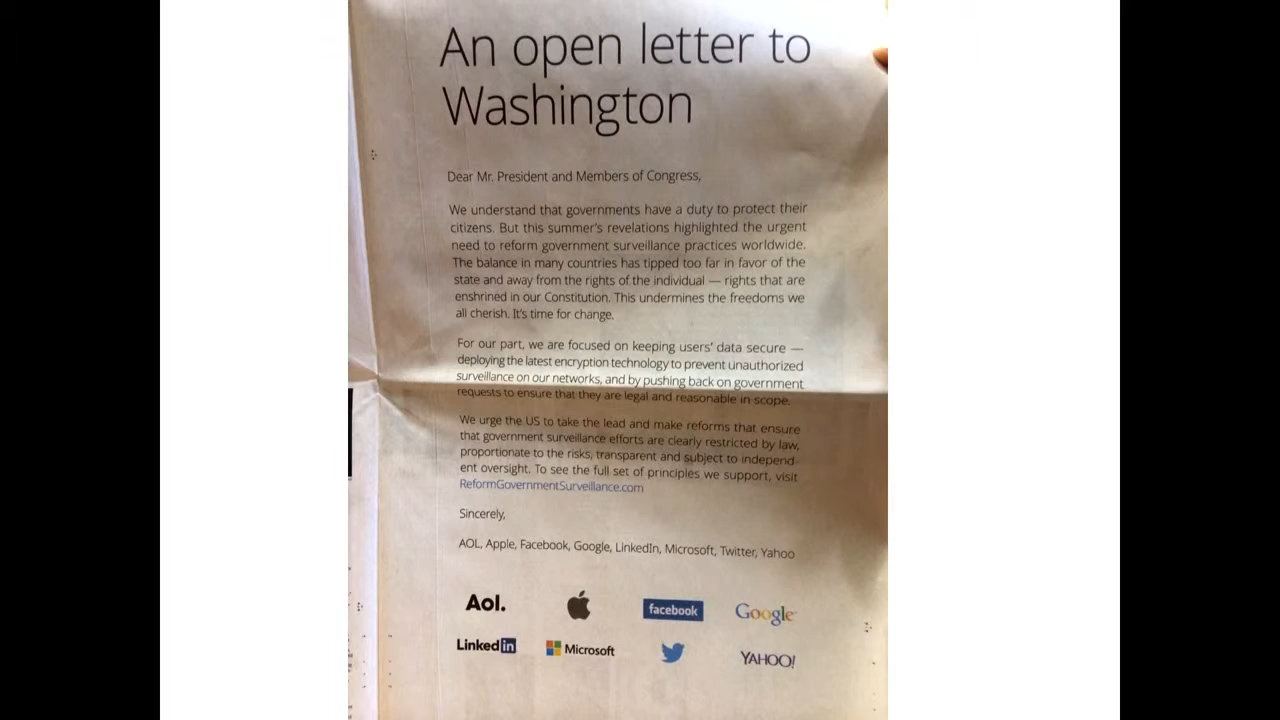 An open letter to
Washington
Dear Mr. President and Members of Congress,
We understand that governments have a duty to protect their
citizens. But this summer's revelations highlighted the urgent
need to reform government surveillance practices worldwide.
The balance in many countries has tipped too far in favor of the
state and away from the rights of the individual — rights that are
enshrined in our Constitution. This undermines the freedoms we
all cherish. It's time for change.
For our part, we are focused on keeping users' data secure —
deploying the latest encryption technology to prevent unauthorized
surveillance on our networks, and by pushing back on government
requests to ensure that they are legal and reasonable in scope.
We urge the US to take the lead and make reforms that ensure
that government surveillance efforts are clearly restricted by law,
proportionate to the risks, transparent and subject to independ-
ent oversight. To see the full set of principles we support, visit
ReformGovernmentSurveillance.com
Sincerely,
AOL, Apple, Facebook, Google, LinkedIn, Microsoft, Twitter, Yahoo
Aol. facebook Google
Linkedin Microsoft YAHOO!